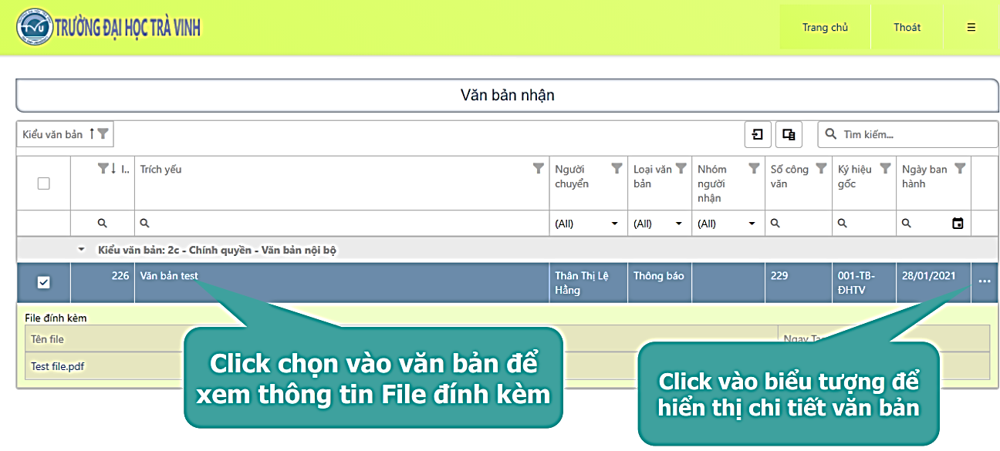 TRƯỜNG ĐẠI HỌC TRÀ VINH
Trang chủ
Thoát
Văn bản nhận
Kiểu văn bản
Tìm kiếm...
I..
Trích yếu
Người
chuyển
Loại văn
bản
Nhóm
người
nhận
Số công
văn
Ký hiệu
gốc
Ngày ban
hành
(All)
(All)
(All)
Kiểu văn bản: 2c - Chính quyền - Văn bản nội bộ
226
Văn bản test
Thân Thị Lệ
Hằng
Thông báo
229
001-TB-
ĐHTV
28/01/2021
...
File đính kèm
Tên file
Ngay
Test file.pdf
Click chọn vào văn bản để
xem thông tin File đính kèm
Click vào biểu tượng để
hiển thị chi tiết văn bản